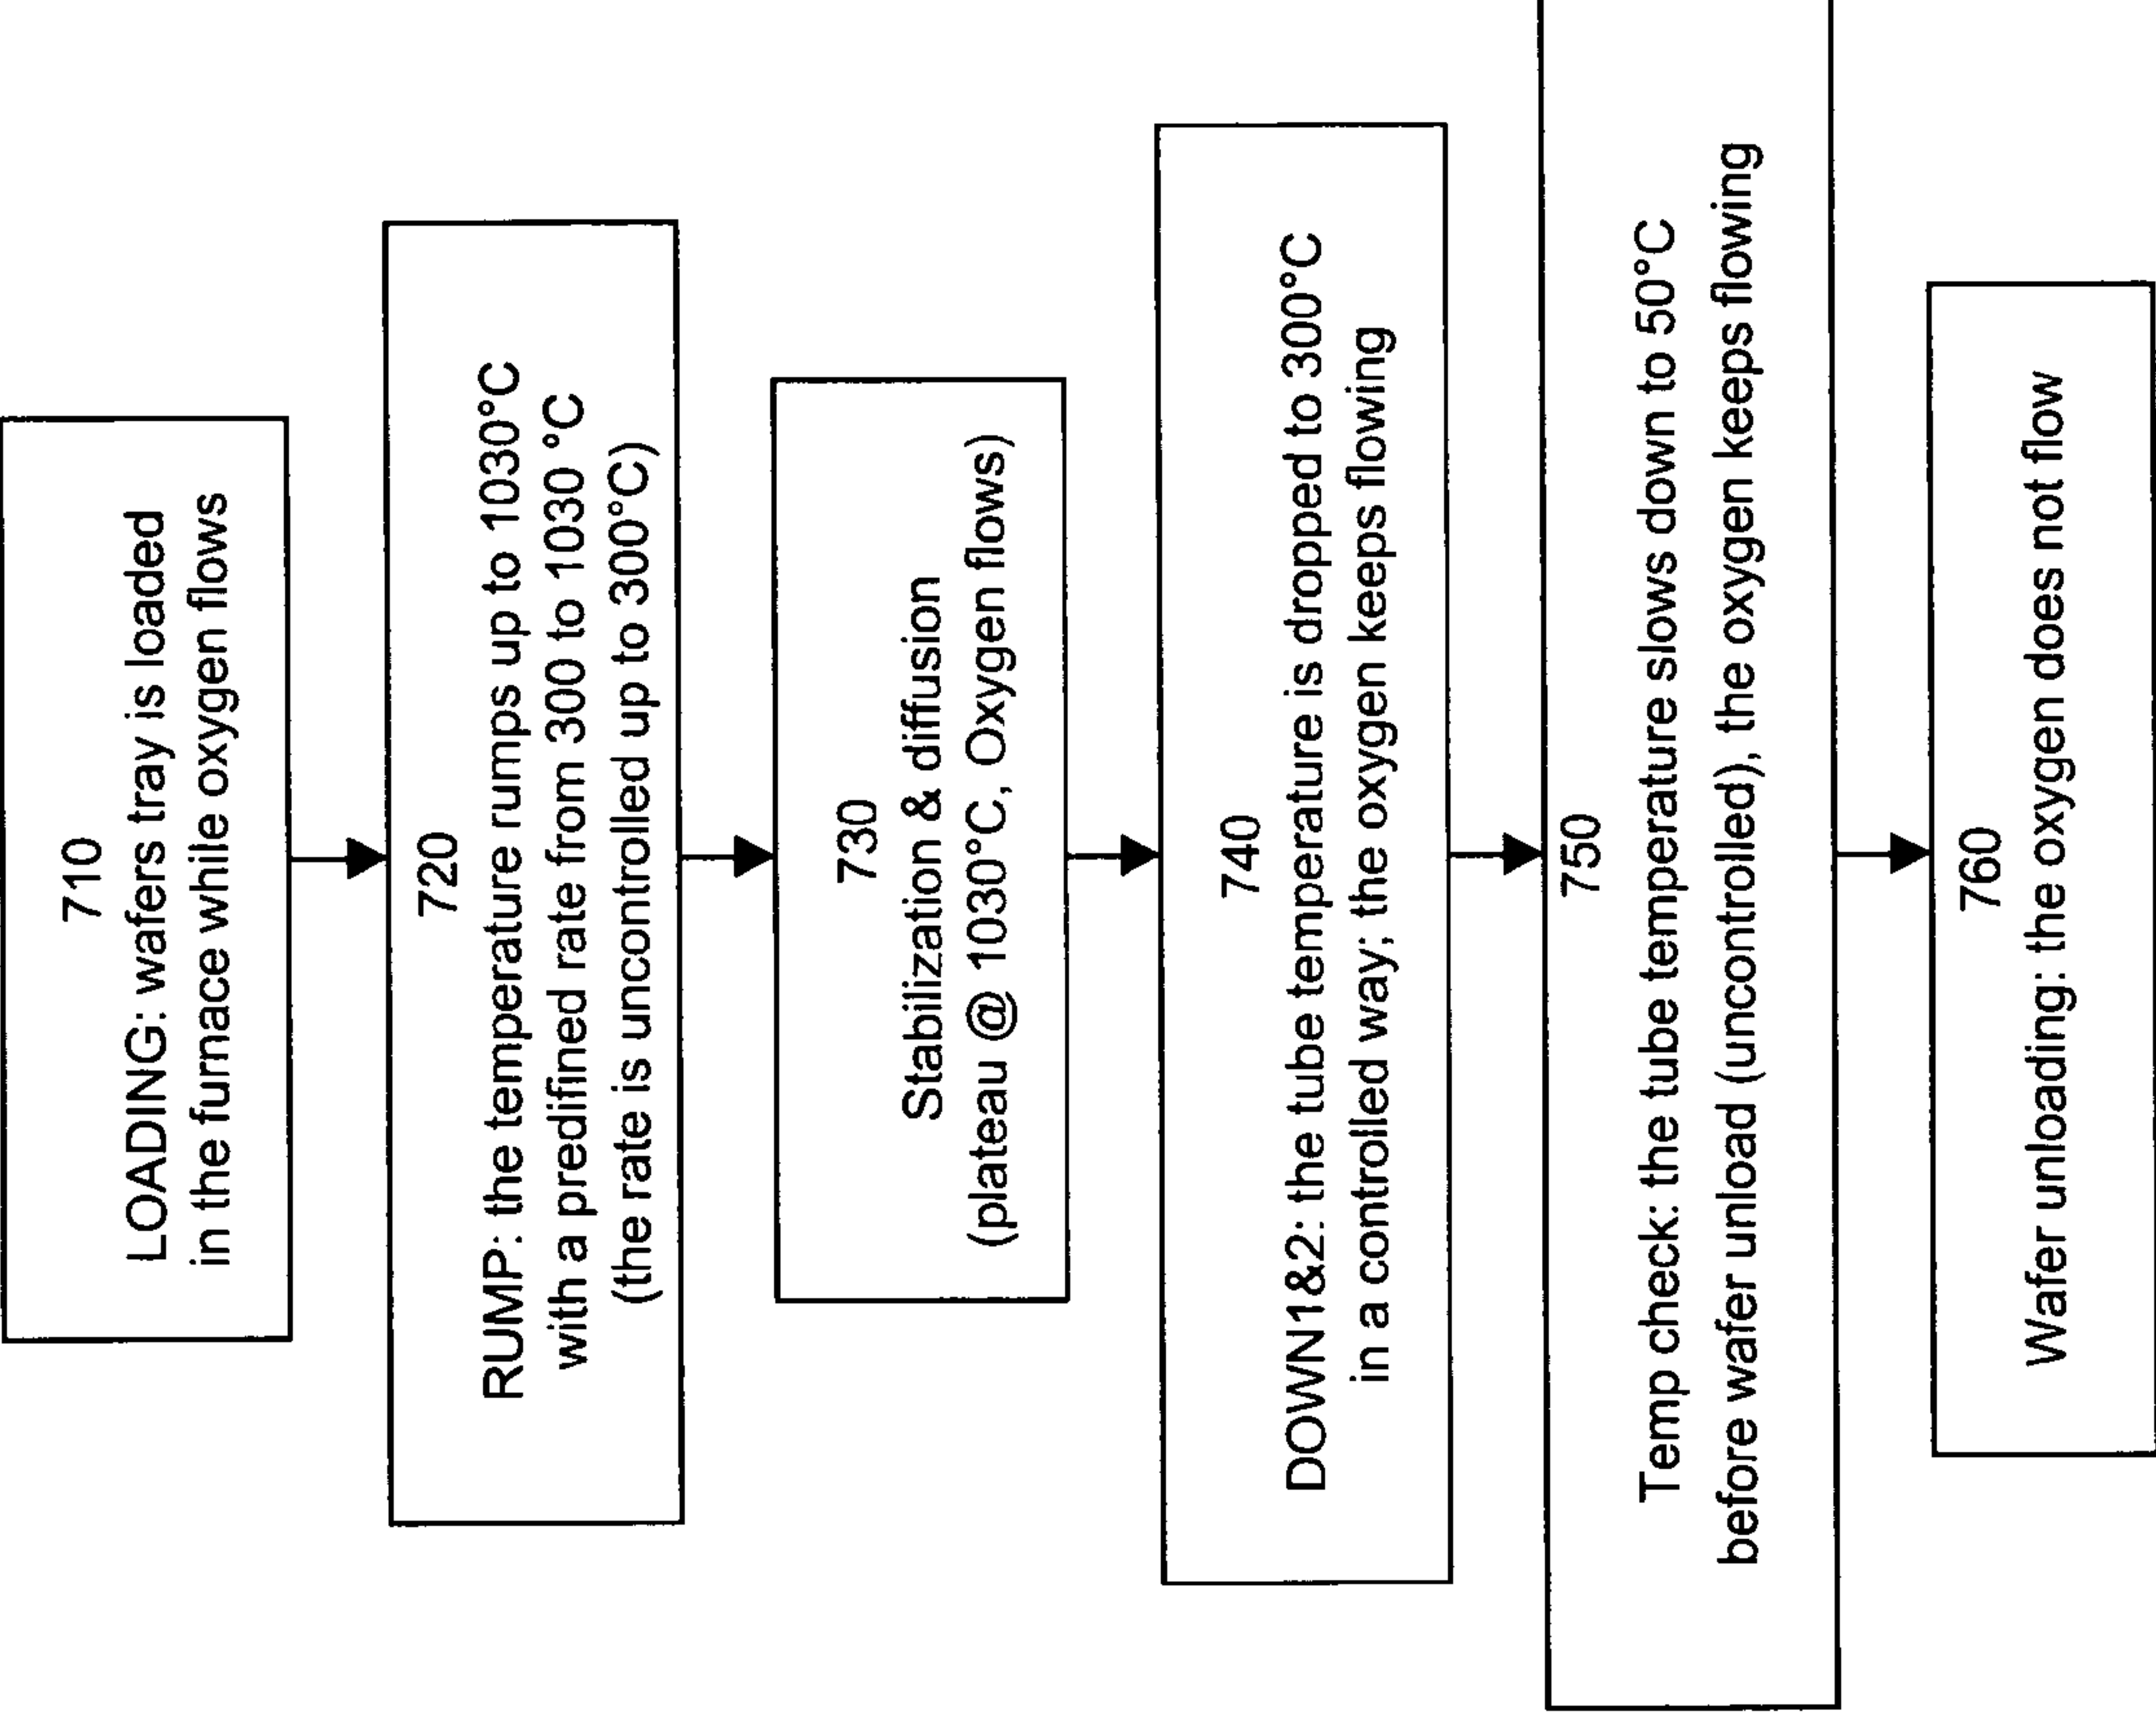 710
LOADING: wafers tray is loaded
in the furnace while oxygen flows
720
RUMP: the temperature rumps up to 1030°C
with a predifined rate from 300 to 1030 °C
(the rate is uncontrolled up to 300°C)
730
Stabilization & diffusion
(plateau @ 1030°C, Oxygen flows)
740
DOWN1&2: the tube temperature is dropped to 300°C
in a controlled way; the oxygen keeps flowing
750
Temp check: the tube temperature slows down to 50°C
before wafer unload (uncontrolled), the oxygen keeps flowing
760
Wafer unloading: the oxygen does not flow